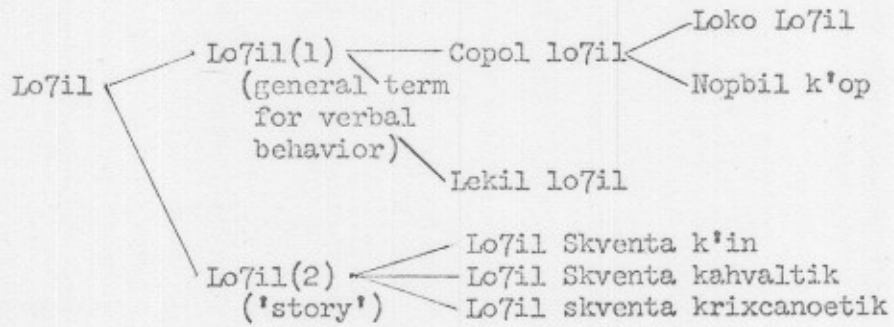 Loko Lo7il
Lo7il(1) Copol lo7il
Lo7il (general term Nopbil k'op
for verbal
behavior)
Lekil lo7il
Lo7il Skventa k'in
Lo7il(2) Lo7il Skventa kahvaltik
('story') Lo7il skventa krixcanoetik